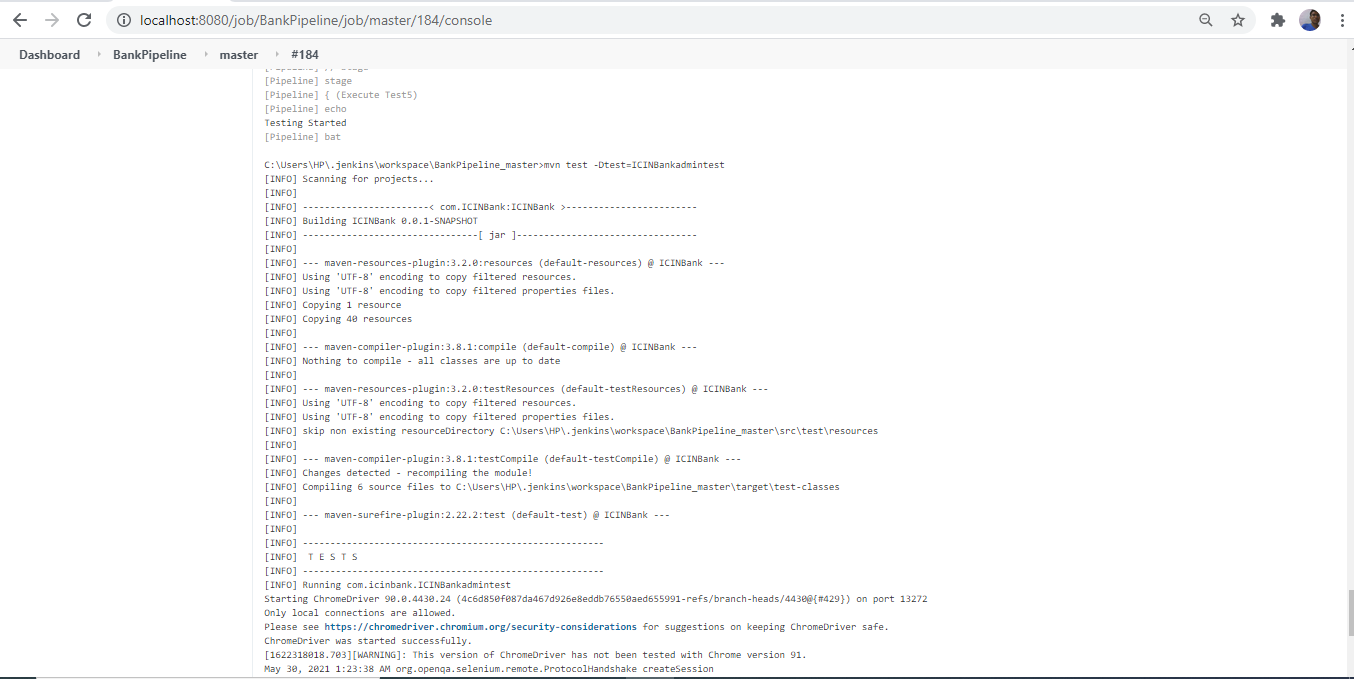 localhost:8080/job/BankPipeline/job/master/184/console
Dashboard BankPipeline master #184
[Pipeline] // stage
[Pipeline] stage
[Pipeline] { (Execute Test5)
[Pipeline] echo
Testing Started
[Pipeline] bat
C:\Users\HP\.jenkins\workspace\BankPipeline_master>mvn test -Dtest=ICINBankadmintest
[INFO] Scanning for projects...
[INFO]
[INFO] -----------------------< com.ICINBank:ICINBank >------------------------
[INFO] Building ICINBank 0.0.1-SNAPSHOT
[INFO] --------------------------------[ jar ]---------------------------------
[INFO]
[INFO] --- maven-resources-plugin:3.2.0:resources (default-resources) @ ICINBank ---
[INFO] Using 'UTF-8' encoding to copy filtered resources.
[INFO] Using 'UTF-8' encoding to copy filtered properties files.
[INFO] Copying 1 resource
[INFO] Copying 40 resources
[INFO]
[INFO] --- maven-compiler-plugin:3.8.1:compile (default-compile) @ ICINBank ---
[INFO] Nothing to compile - all classes are up to date
[INFO]
[INFO] --- maven-resources-plugin:3.2.0:testResources (default-testResources) @ ICINBank ---
[INFO] Using 'UTF-8' encoding to copy filtered resources.
[INFO] Using 'UTF-8' encoding to copy filtered properties files.
[INFO] skip non existing resourceDirectory C:\Users\HP\.jenkins\workspace\BankPipeline_master\src\test\resources
[INFO]
[INFO] --- maven-compiler-plugin:3.8.1:testCompile (default-testCompile) @ ICINBank ---
[INFO] Changes detected - recompiling the module!
[INFO] Compiling 6 source files to C:\Users\HP\.jenkins\workspace\BankPipeline_master\target\test-classes
[INFO]
[INFO] --- maven-surefire-plugin:2.22.2:test (default-test) @ ICINBank ---
[INFO]
[INFO] -------------------------------------------------------
[INFO]  T E S T S
[INFO] -------------------------------------------------------
[INFO] Running com.icinbank.ICINBankadmintest
Starting ChromeDriver 90.0.4430.24 (4c6d850f087da467d926e8eddb76550aed655991-refs/branch-heads/4430@{#429}) on port 13272
Only local connections are allowed.
Please see https://chromedriver.chromium.org/security-considerations for suggestions on keeping ChromeDriver safe.
ChromeDriver was started successfully.
[1622318018.703][WARNING]: This version of ChromeDriver has not been tested with Chrome version 91.
May 30, 2021 1:23:38 AM org.openqa.selenium.remote.ProtocolHandshake createSession